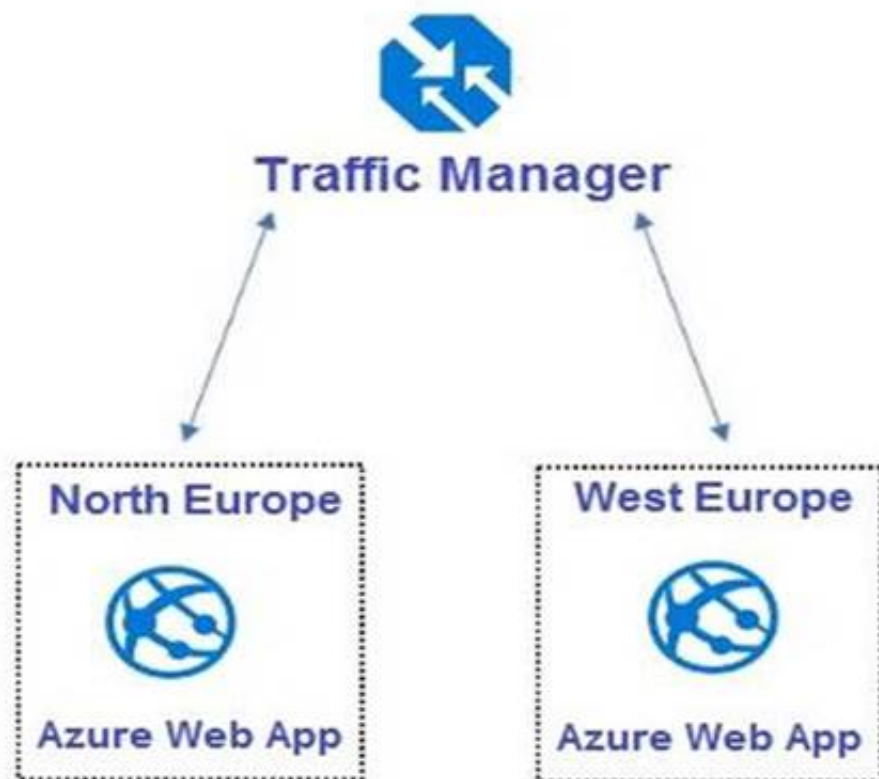 Traffic Manager
North Europe
Azure Web App
West Europe
Azure Web App